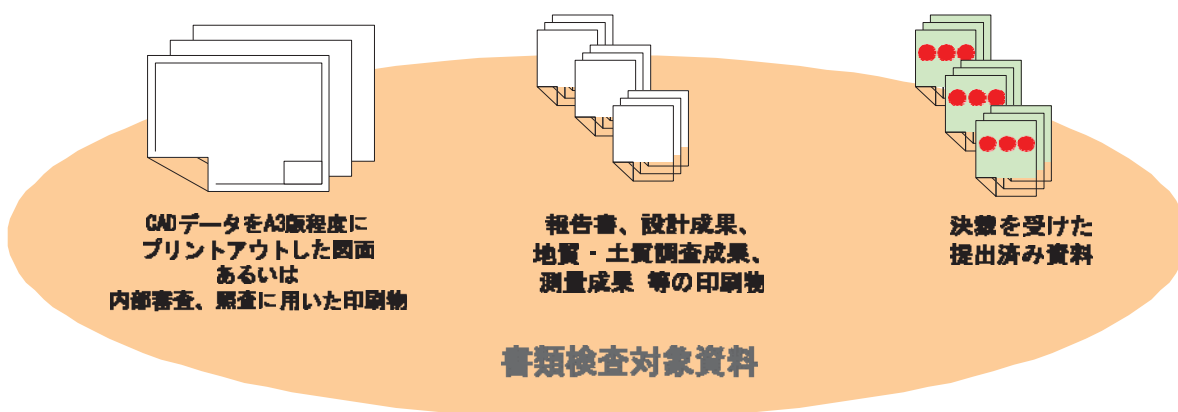 CADデータをA3版程度に
プリントアウトした図面
あるいは
内部審査、照査に用いた印刷物
報告書、設計成果、
地質・土質調査成果、
測量成果 等の印刷物
決裁を受けた
提出済み資料
書類検査対象資料